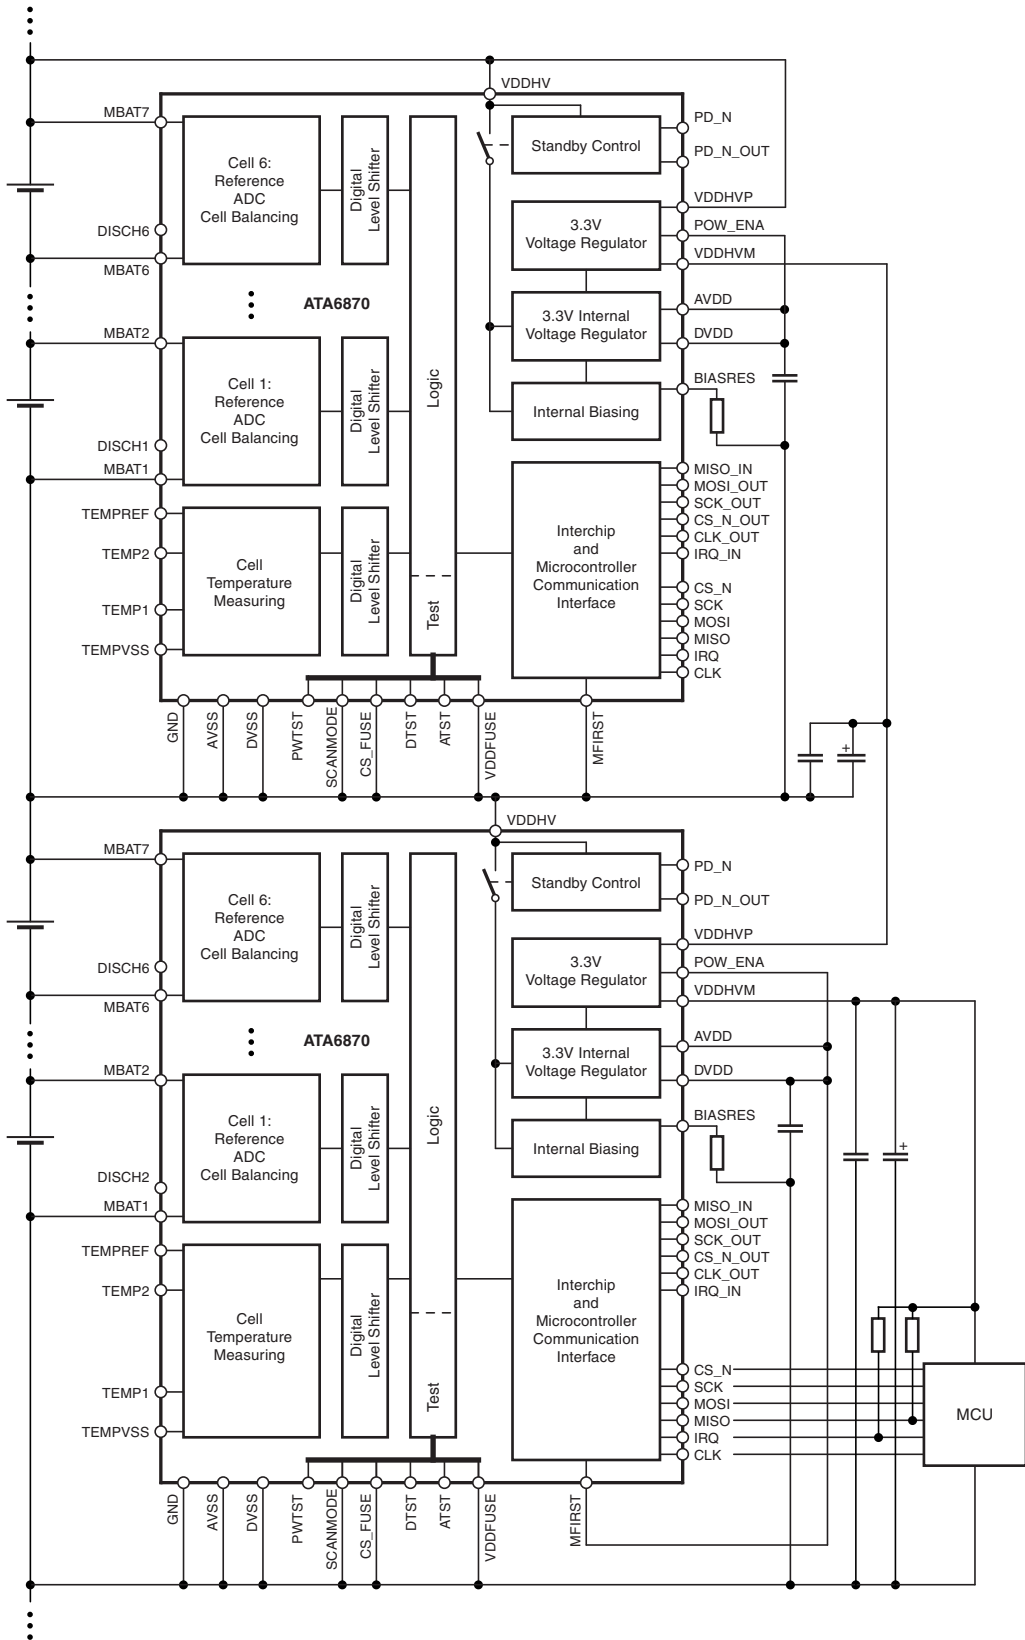 VDDHV
MBAT7
PD_N
Cell 6:
Reference
ADC
Cell Balancing
Digital
Level Shifter
Standby Control
PD_N_OUT
VDDHVP
DISCH6
3.3V
Voltage Regulator
POW_ENA
MBAT6
VDDHVM
ATA6870
AVDD
3.3V Internal
Voltage Regulator
MBAT2
DVDD
Cell 1:
Reference
ADC
Cell Balancing
Digital
Level Shifter
Logic
BIASRES
Internal Biasing
DISCH1
MBAT1
MISO_IN
MOSI_OUT
SCK_OUT
CS_N_OUT
CLK_OUT
IRQ_IN
TEMPREF
TEMP2
Cell
Temperature
Measuring
Digital
Level Shifter
Test
Interchip
and
Microcontroller
Communication
Interface
CS_N
SCK
MOSI
MISO
IRQ
CLK
TEMP1
TEMPVSS
GND
AVSS
DVSS
PWTST
SCANMODE
CS_FUSE
DTST
ATST
VDDFUSE
MFIRST
+
VDDHV
MBAT7
PD_N
Cell 6:
Reference
ADC
Cell Balancing
Digital
Level Shifter
Standby Control
PD_N_OUT
VDDHVP
DISCH6
3.3V
Voltage Regulator
POW_ENA
MBAT6
VDDHVM
ATA6870
AVDD
3.3V Internal
Voltage Regulator
MBAT2
DVDD
Cell 1:
Reference
ADC
Cell Balancing
Digital
Level Shifter
Logic
BIASRES
Internal Biasing
+
DISCH2
MBAT1
MISO_IN
MOSI_OUT
SCK_OUT
CS_N_OUT
CLK_OUT
IRQ_IN
TEMPREF
TEMP2
Cell
Temperature
Measuring
Digital
Level Shifter
Test
Interchip
and
Microcontroller
Communication
Interface
CS_N
SCK
MOSI
MISO
IRQ
CLK
MCU
TEMP1
TEMPVSS
GND
AVSS
DVSS
PWTST
SCANMODE
CS_FUSE
DTST
ATST
VDDFUSE
MFIRST